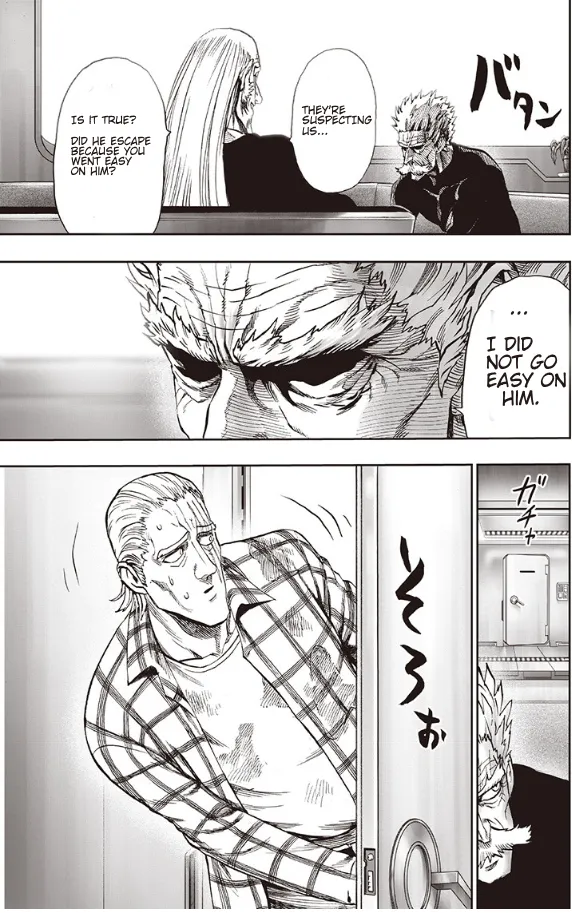 バタン
THEY'RE
SUSPECTING
US...
IS IT TRUE?
DID HE ESCAPE
BECAUSE YOU
WENT EASY
ON HIM?
...
I DID
NOT GO
EASY ON
HIM.
ガチャ
そろぉ